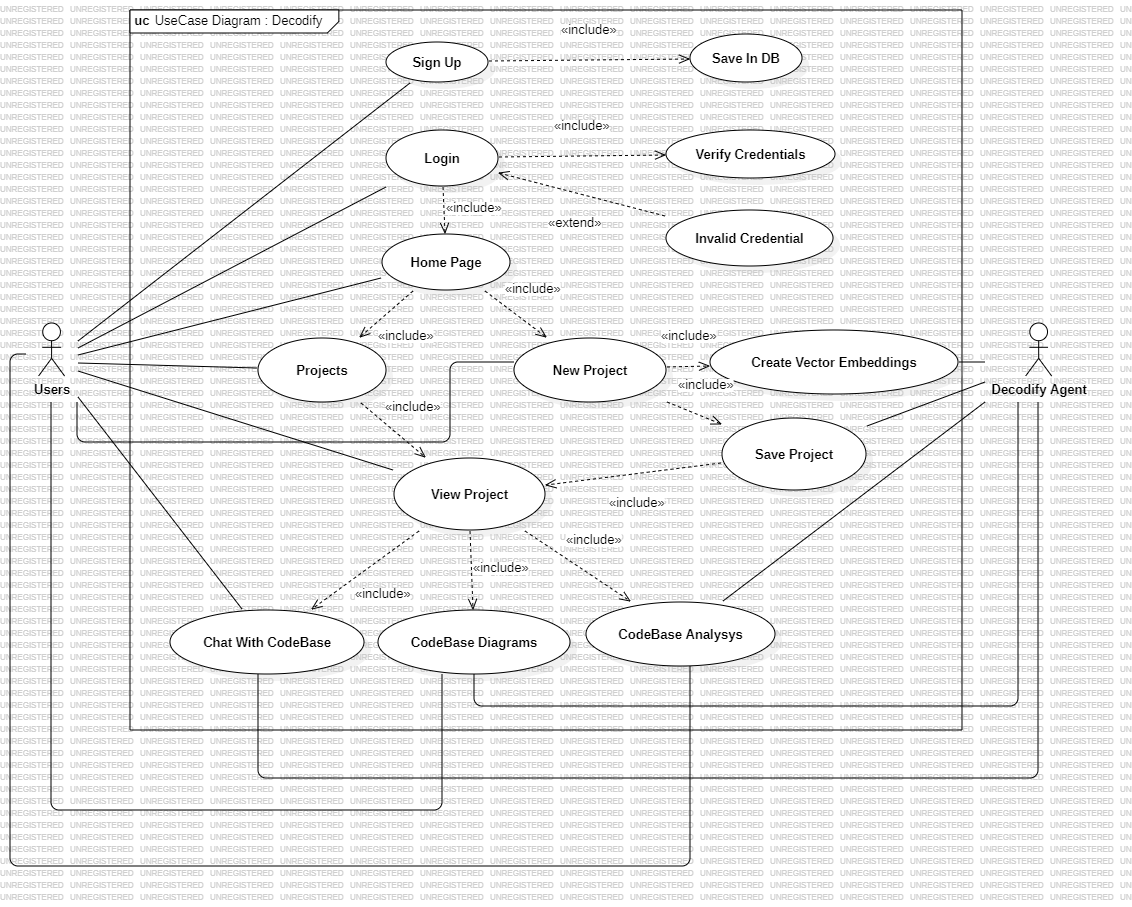 uc UseCase Diagram : Decodify
«include»
Sign Up
Save In DB
«include»
Login
Verify Credentials
«include»
«extend»
Invalid Credential
Home Page
«include»
«include»
«include»
Projects
New Project
Create Vector Embeddings
«include»
Users
Decodify Agent
«include»
Save Project
View Project
«include»
«include»
«include»
«include»
Chat With CodeBase
CodeBase Diagrams
CodeBase Analysys
UNREGISTERED